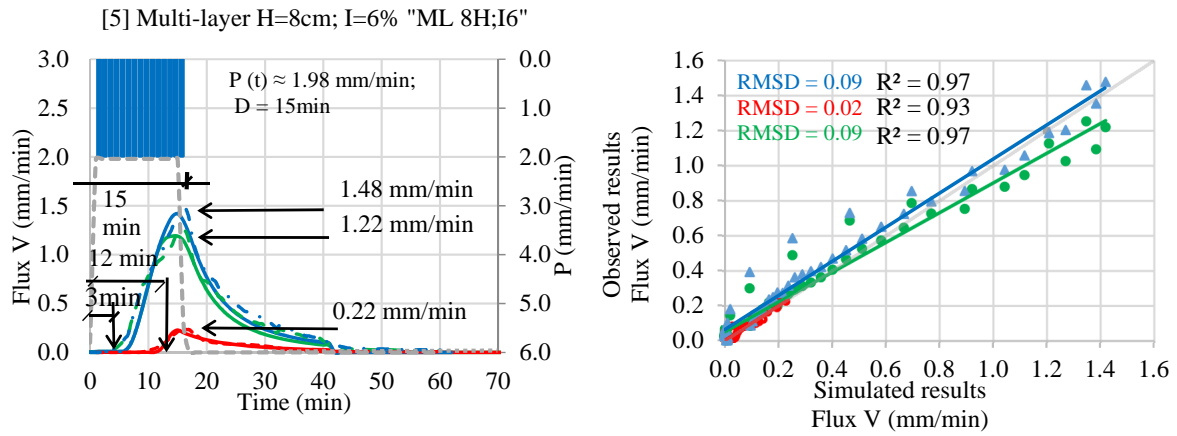 [5] Multi-layer H=8cm; I=6% "ML 8H;I6"
3.0
2.5
2.0
1.5
1.0
0.5
0.0
Flux V (mm/min)
P (t) ≈ 1.98 mm/min;
D = 15min
15
min
12 min
3min
1.48 mm/min
1.22 mm/min
0.22 mm/min
0.0
1.0
2.0
3.0
4.0
5.0
6.0
P (mm/min)
0 10 20 30 40 50 60 70
Time (min)
1.6
1.4
1.2
1.0
0.8
0.6
0.4
0.2
0.0
Observed results
Flux V (mm/min)
RMSD = 0.09 R² = 0.97
RMSD = 0.02 R² = 0.93
RMSD = 0.09 R² = 0.97
0.0 0.2 0.4 0.6 0.8 1.0 1.2 1.4 1.6
Simulated results
Flux V (mm/min)